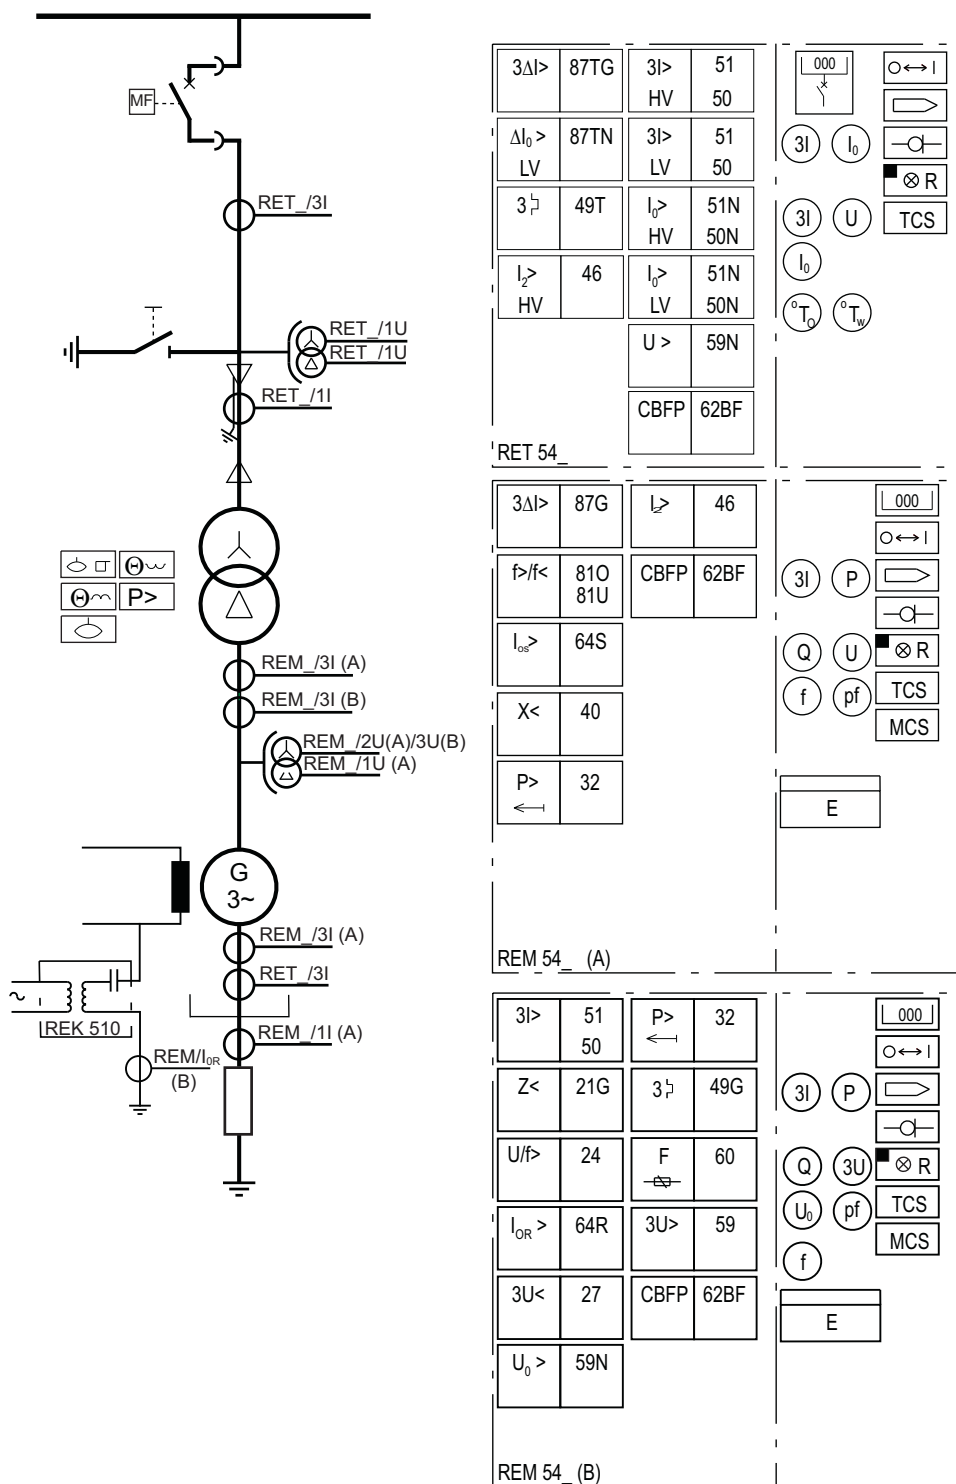 MF
RET_/3I
RET_/1U
RET_/1U
RET_/1I
Θ
Θ
P>
REM_/3I (A)
REM_/3I (B)
REM_/2U(A)/3U(B)
REM_/1U (A)
G
3~
REM_/3I (A)
RET_/3I
~
REK 510
REM_/1I (A)
REM/I0R
(B)
3ΔI> 87TG 3I> 51
HV 50
ΔI0> 87TN 3I> 51
LV LV 50
3 49T I0> 51N
HV 50N
I2> 46 I0> 51N
HV LV 50N
U > 59N
CBFP 62BF
RET 54_
000
O I
3I I0
R
3I U TCS
I0
°TO °Tw
3ΔI> 87G I2> 46
f>/f< 81O CBFP 62BF
81U
Ios> 64S
X< 40
P> 32
REM 54_ (A)
000
O I
3I P
Q U R
f pf TCS
MCS
E
3I> 51 P> 32
50
Z< 21G 3 49G
U/f> 24 F 60
IOR > 64R 3U> 59
3U< 27 CBFP 62BF
U0 > 59N
REM 54_ (B)
000
O I
3I P
Q 3U R
U0 pf TCS
MCS
f
E